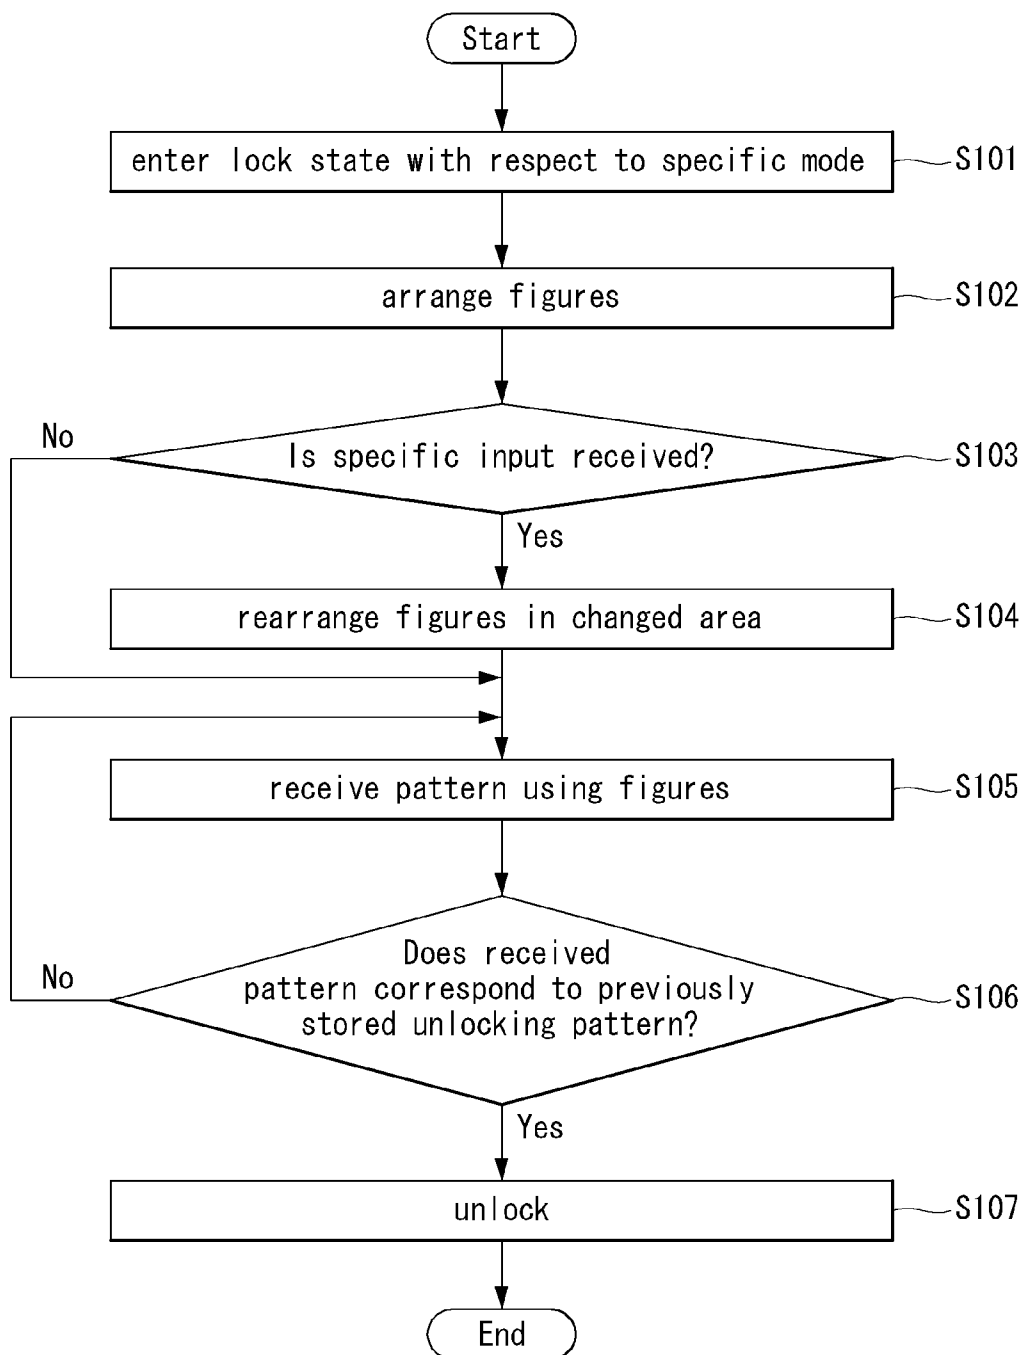 Start
enter lock state with respect to specific mode
S101
arrange figures
S102
No
Is specific input received?
S103
Yes
rearrange figures in changed area
S104
receive pattern using figures
S105
Does received
pattern correspond to previously
stored unlocking pattern?
No
S106
Yes
unlock
S107
End